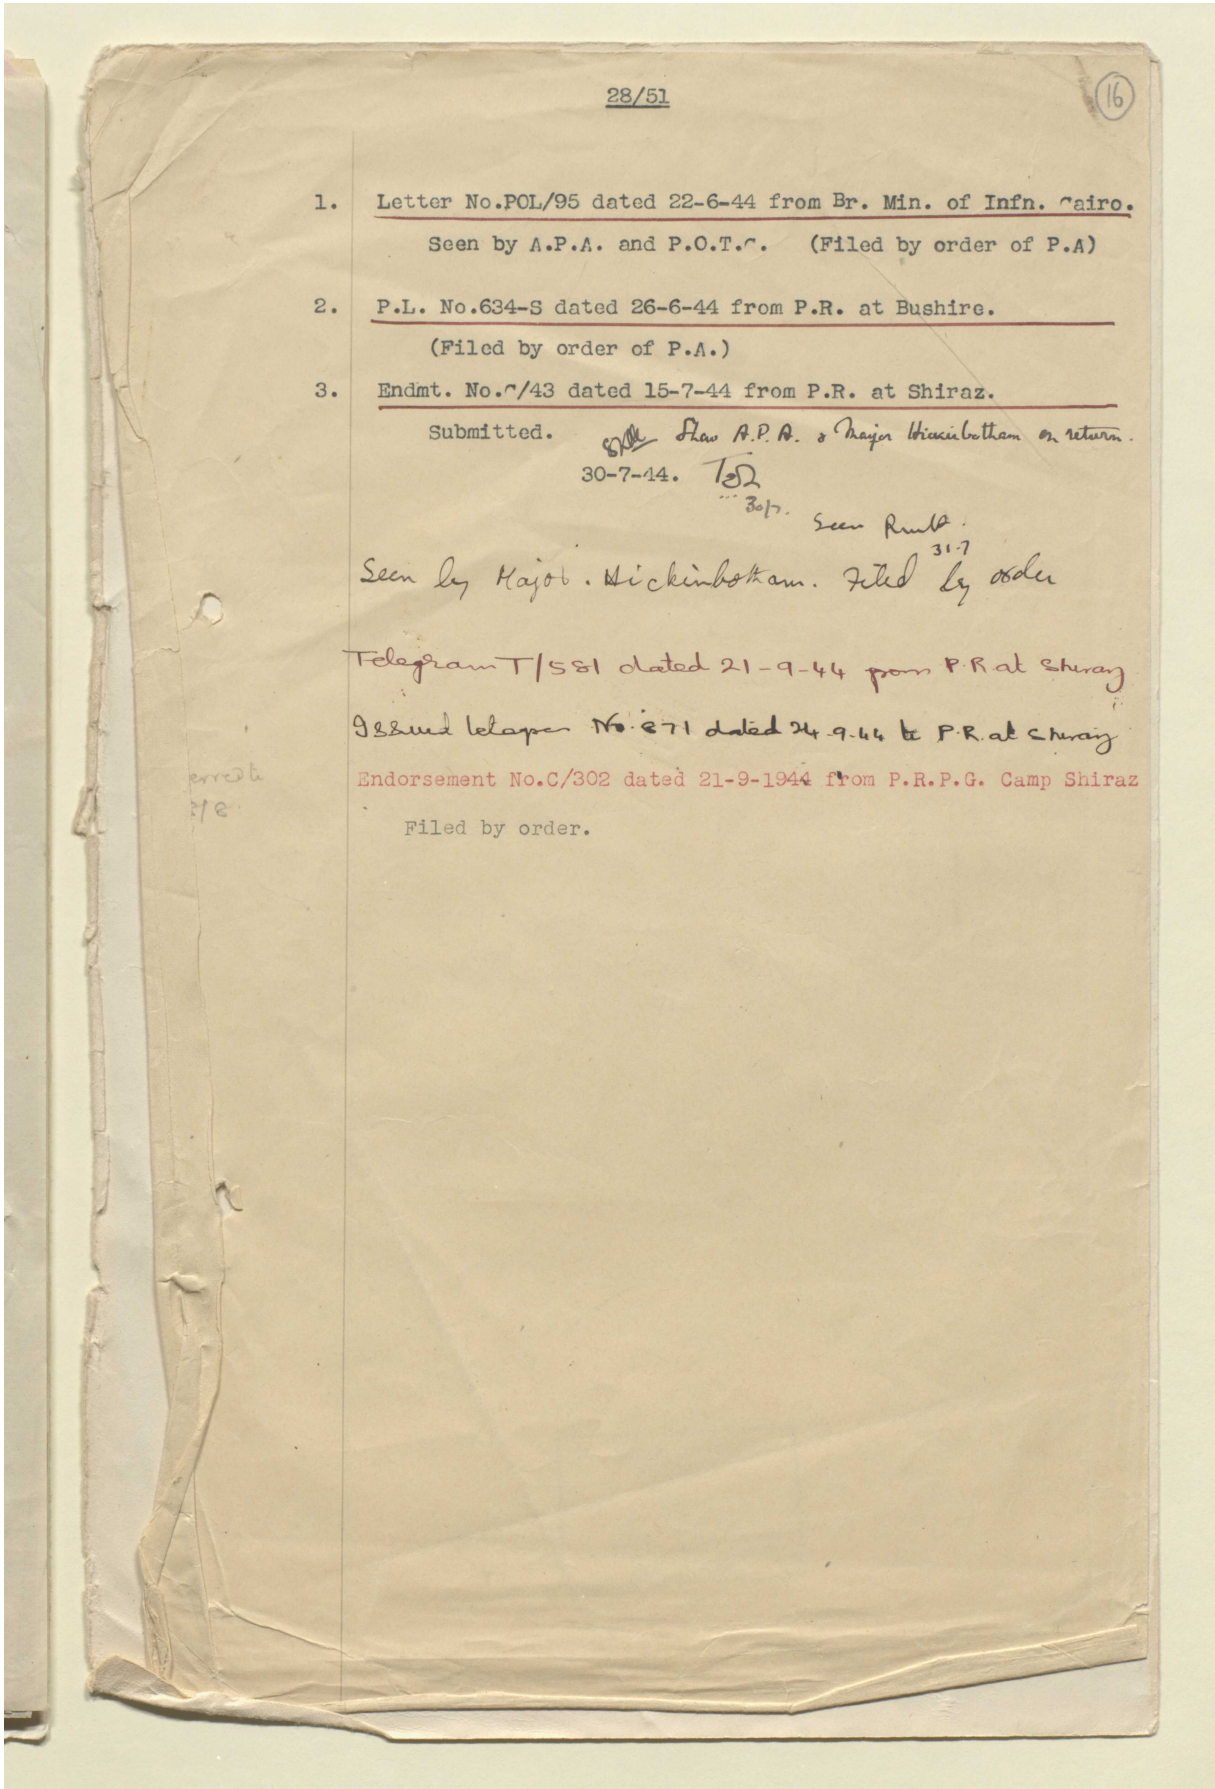 28/51
16
1. Letter No.POL/95 dated 22-6-44 from Br. Min. of Infn. Cairo.
Seen by A.P.A. and P.O.T.C. (Filed by order of P.A)
2. P.L. No.634-S dated 26-6-44 from P.R. at Bushire.
(Filed by order of P.A.)
3. Endmt. No.C/43 dated 15-7-44 from P.R. at Shiraz.
Submitted. Show A.P.A. & Major Hickinbotham on return.
30-7-44.
30/7.
Seen
31.7
Seen by Major. Hickinbotham. Filed by order
Telegram T/581 dated 21-9-44 from P.R. at Shiraz
Issued No. 871 dated 24.9.44 to P.R. at Shiraz
Endorsement No.C/302 dated 21-9-1944 from P.R.P.G. Camp Shiraz
Filed by order.